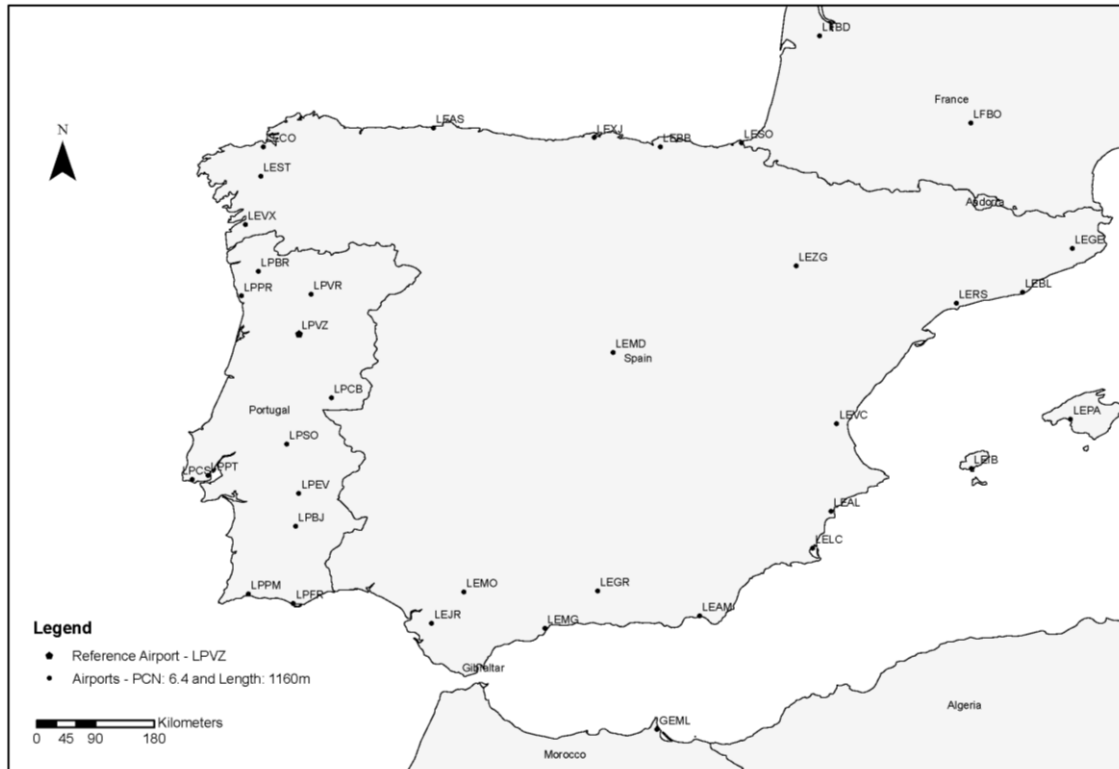 LFBD
France
LFBO
N
LEAS
LEXJ
LECO
LEBB
LESO
LEST
Andorra
LEVX
LEGE
LPBR
LEZG
LPPR
LPVR
LEBL
LERS
LPVZ
LEMD
Spain
LPCB
Portugal
LEVC
LEPA
LPSO
LPCS
LPPT
LEIB
LPEV
LEAL
LPBJ
LELC
LPPM
LPFR
LEMO
LEGR
LEJR
LEMG
LEAM
Legend
Reference Airport - LPVZ
Gibraltar
Airports - PCN: 6.4 and Length: 1160m
Algeria
Kilometers
0 45 90 180
GEML
Morocco